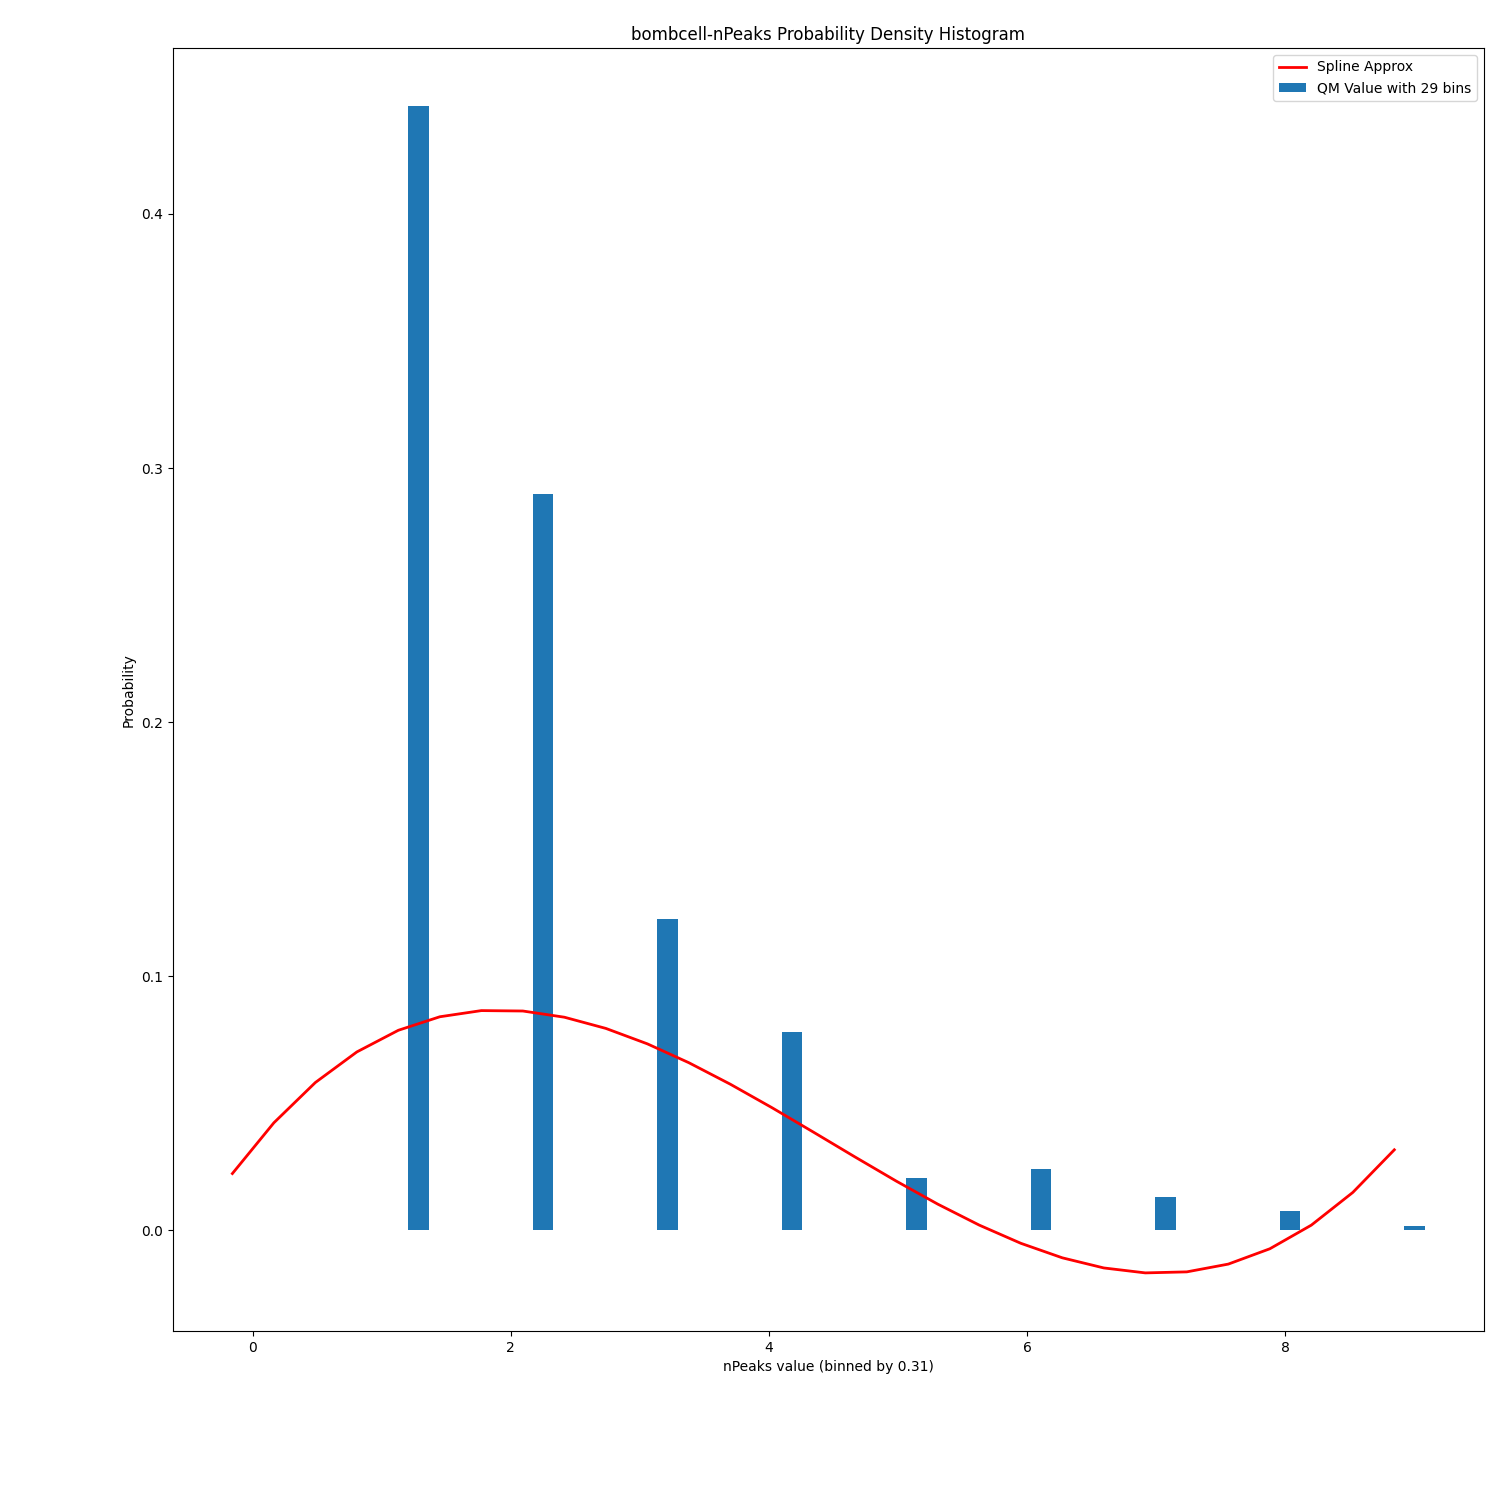 bombcell-nPeaks Probability Density Histogram
Spline Approx
QM Value with 29 bins
0.4
0.3
0.2
0.1
0.0
Probability
0 2 4 6 8
nPeaks value (binned by 0.31)